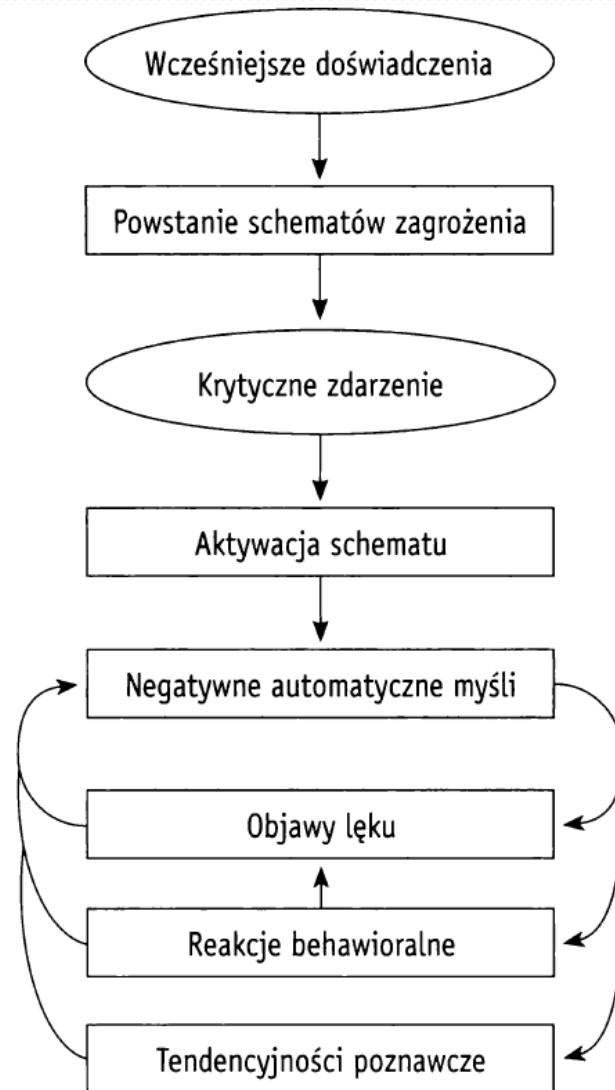 Wcześniejsze doświadczenia
Powstanie schematów zagrożenia
Krytyczne zdarzenie
Aktywacja schematu
Negatywne automatyczne myśli
Objawy lęku
Reakcje behawioralne
Tendencyjności poznawcze